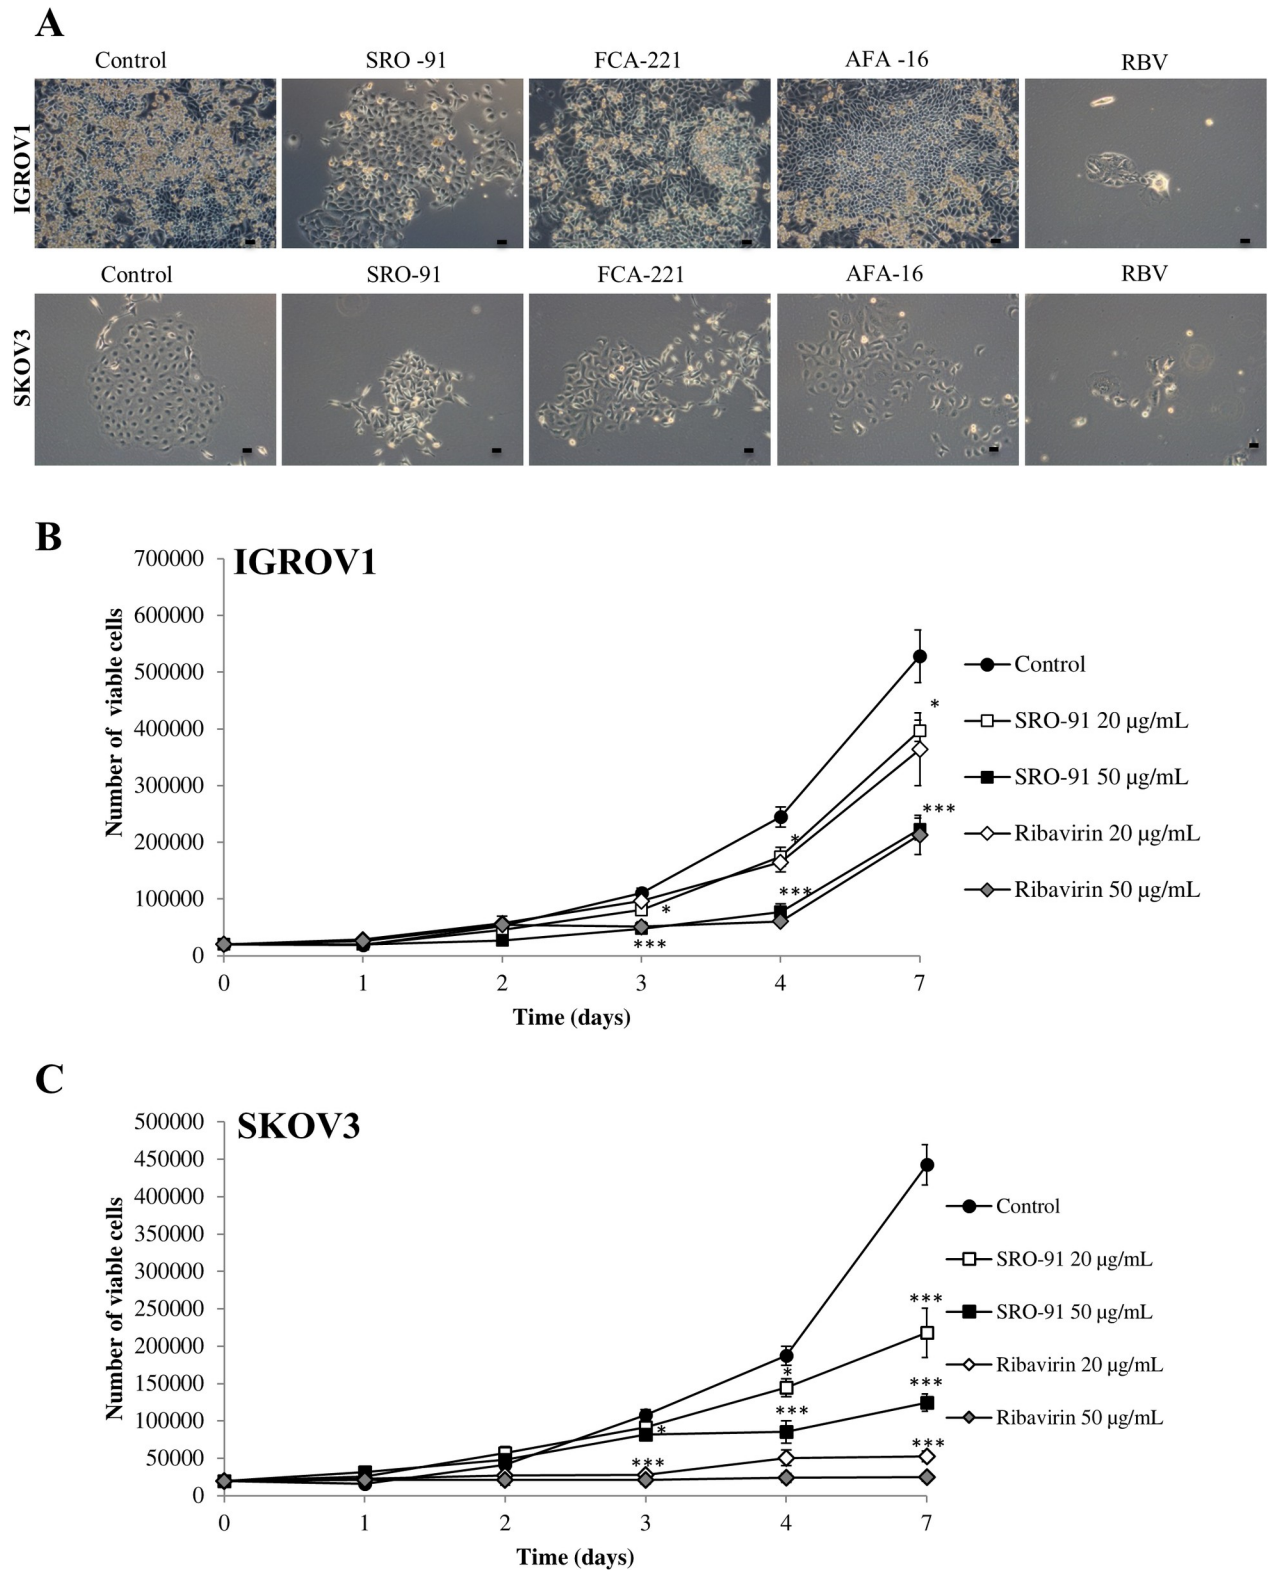 A
Control SRO -91 FCA-221 AFA -16 RBV
IGROV1
Control SRO-91 FCA-221 AFA-16 RBV
SKOV3
B
IGROV1
Number of viable cells
700000
600000
500000
400000
300000
200000
100000
0
*
***
*
***
*
***
0 1 2 3 4 7
Time (days)
Control
SRO-91 20 µg/mL
SRO-91 50 µg/mL
Ribavirin 20 µg/mL
Ribavirin 50 µg/mL
C
SKOV3
Number of viable cells
500000
450000
400000
350000
300000
250000
200000
150000
100000
50000
0
***
*
***
***
*
***
***
0 1 2 3 4 7
Time (days)
Control
SRO-91 20 µg/mL
SRO-91 50 µg/mL
Ribavirin 20 µg/mL
Ribavirin 50 µg/mL